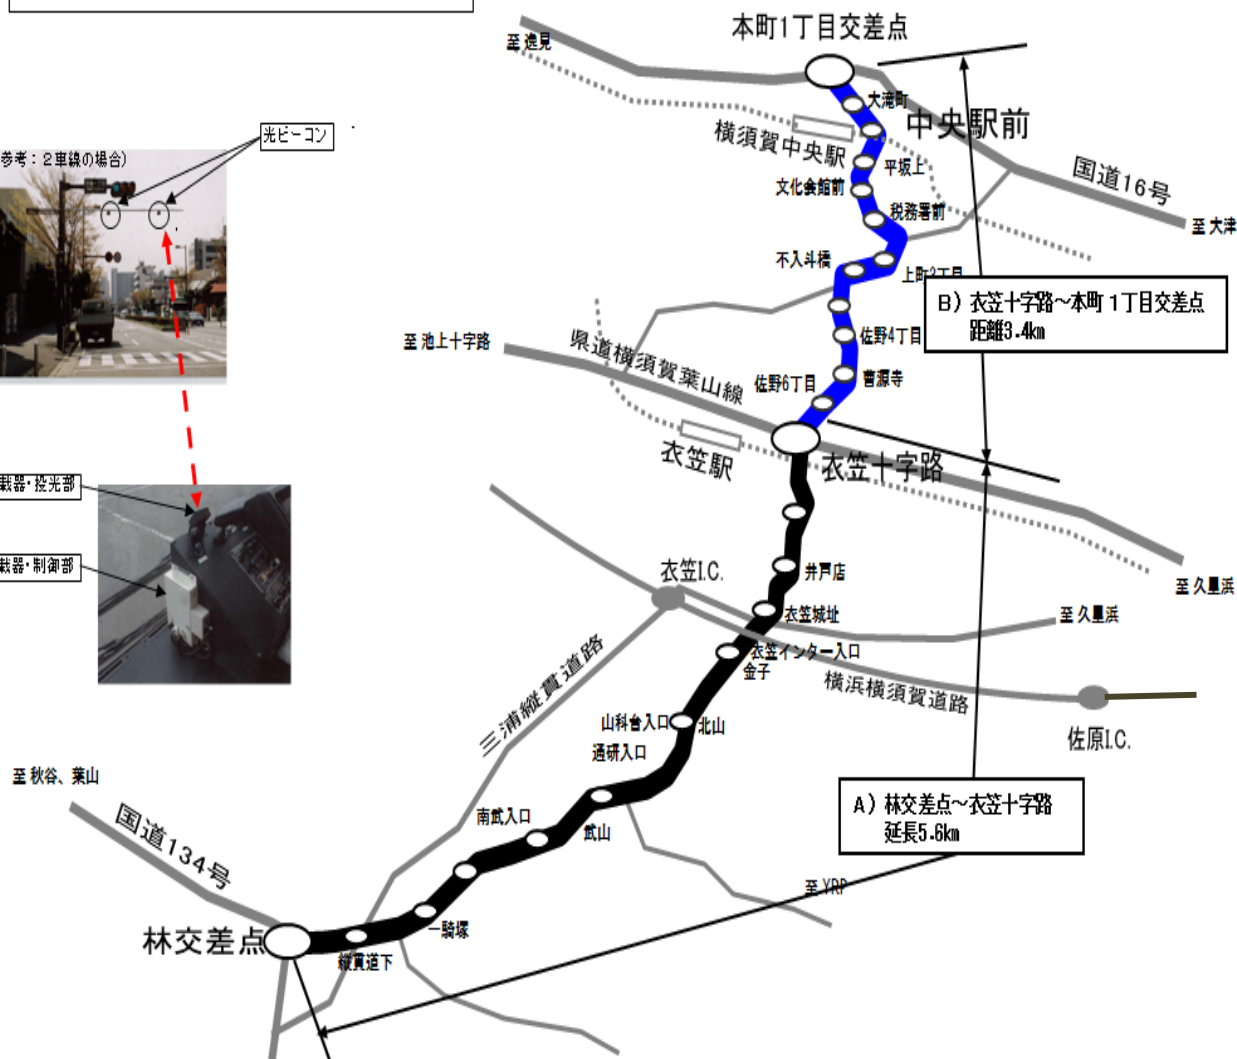 本町1丁目交差点
至 逸見
大滝町
中央駅前
横須賀中央駅
平坂上
文化会館前
国道16号
税務署前
至 大津
不入斗橋
上町3丁目
光ビーコン
参考：２車線の場合)
B) 衣笠十字路～本町１丁目交差点
距離3.4km
佐野4丁目
至 池上十字路
県道横須賀葉山線
曹源寺
佐野6丁目
衣笠駅
衣笠十字路
載器・投光部
載器・制御部
衣笠I.C.
井戸店
至 久里浜
衣笠城址
至 久里浜
衣笠インター入口
金子
横浜横須賀道路
三浦縦貫道路
山科台入口
北山
通研入口
佐原I.C.
至 秋谷、葉山
A) 林交差点～衣笠十字路
延長5.6km
国道134号
南武入口
武山
至 YRP
一騎塚
林交差点
縦貫道下